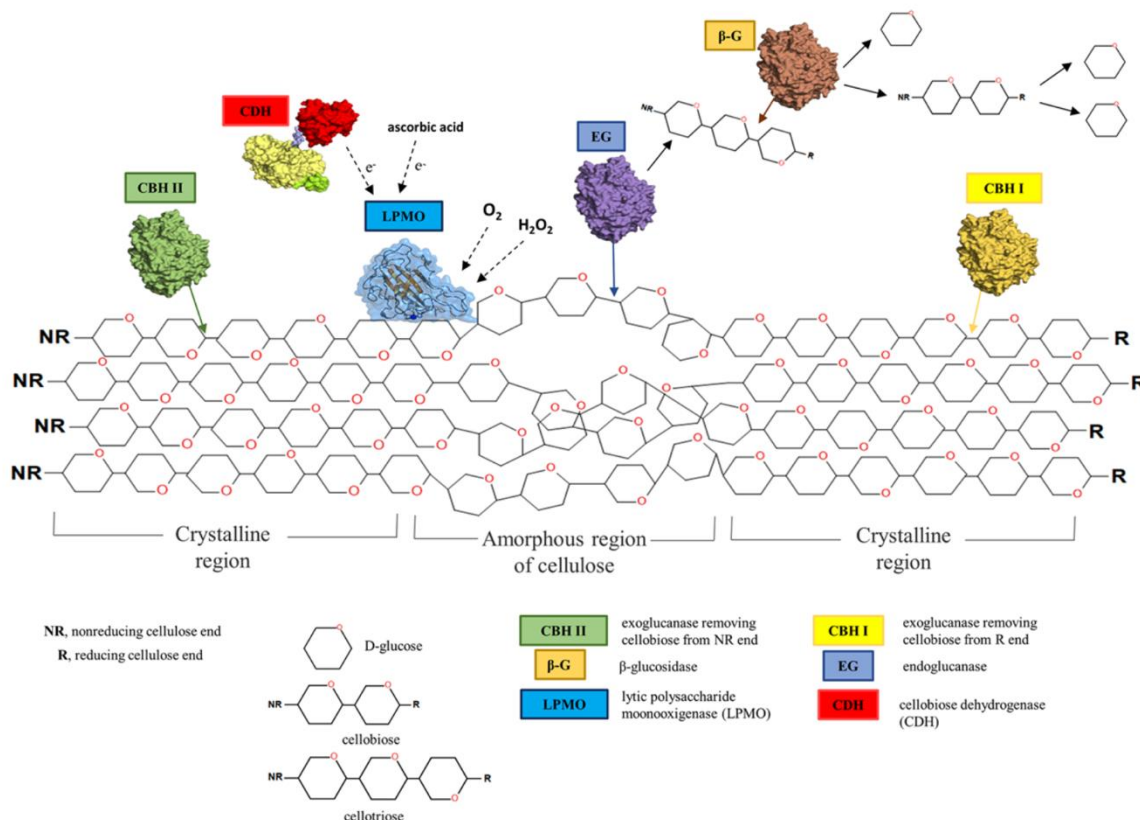 β-G
CDH
ascorbic acid
EG
NR
R
NR
R
e-
e-
CBH II
CBH I
LPMO
O2
H2O2
NR
R
NR
R
NR
R
NR
R
Crystalline
region
Amorphous region
of cellulose
Crystalline
region
NR, nonreducing cellulose end
R, reducing cellulose end
D-glucose
NR
R
cellobiose
NR
R
cellotriose
CBH II
exoglucanase removing
cellobiose from NR end
CBH I
exoglucanase removing
cellobiose from R end
β-G
β-glucosidase
EG
endoglucanase
LPMO
lytic polysaccharide
moonooxigenase (LPMO)
CDH
cellobiose dehydrogenase
(CDH)